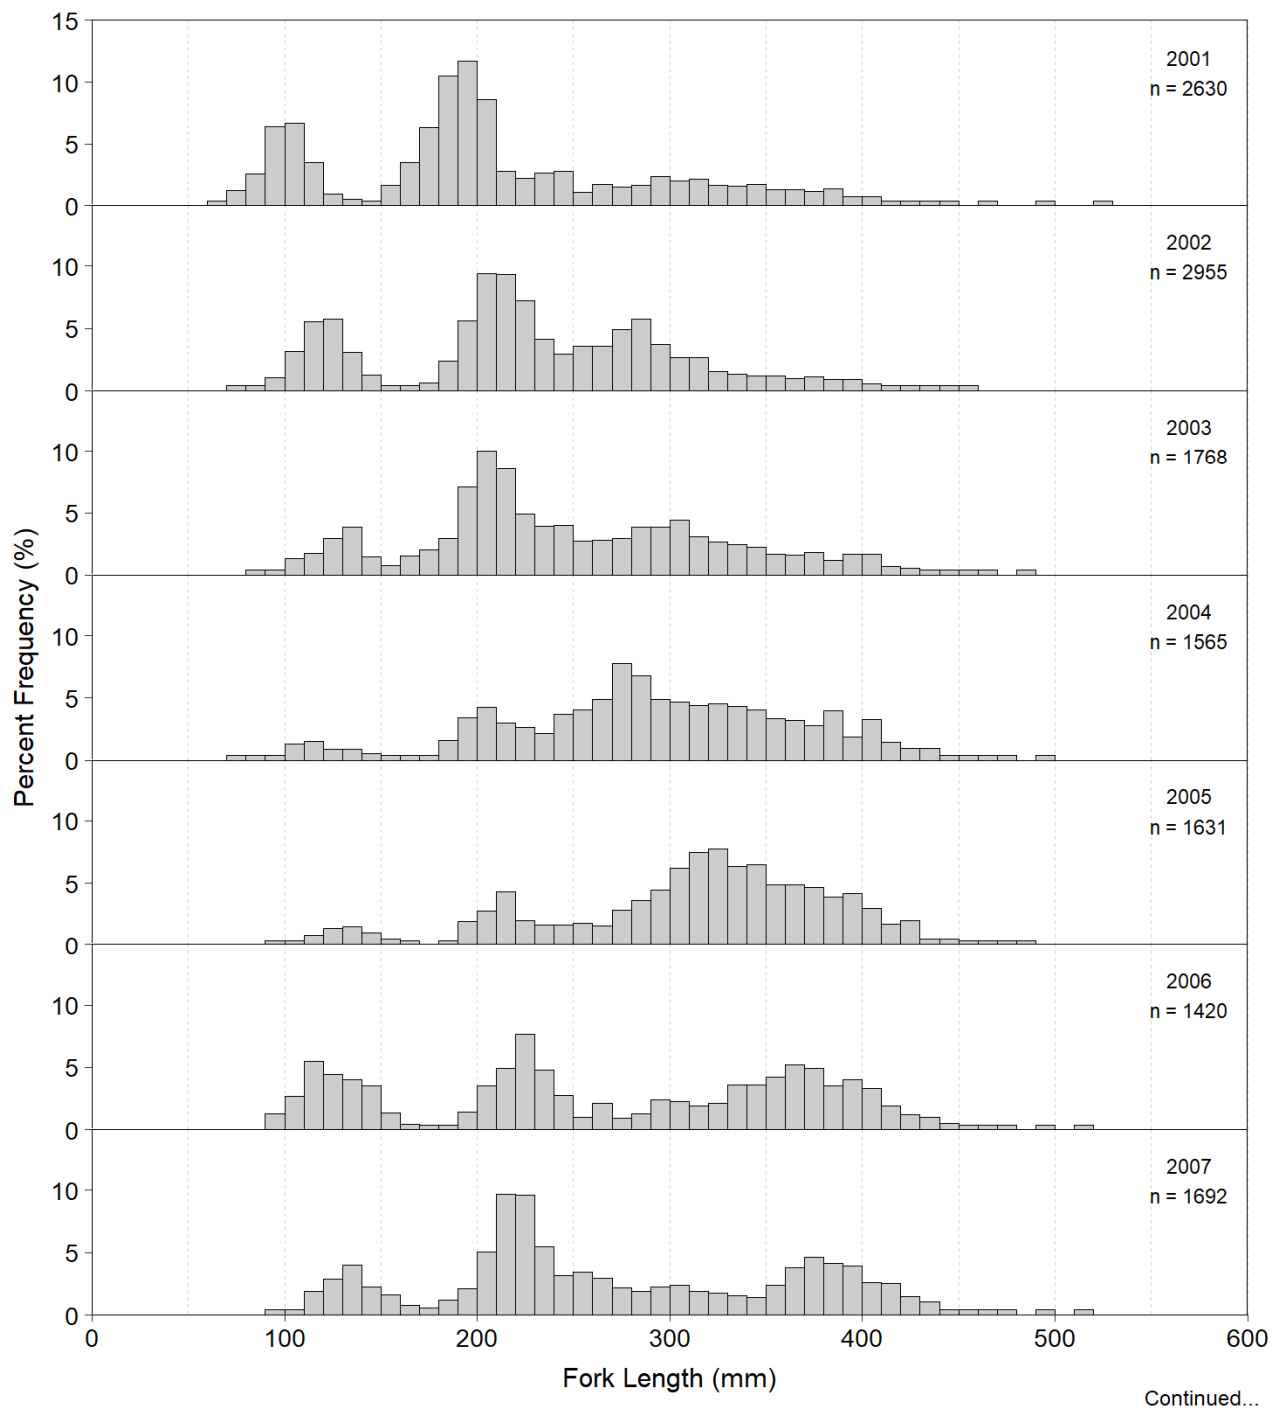 15
10
5
0
2001
n = 2630
10
5
0
2002
n = 2955
10
5
0
2003
n = 1768
10
5
0
2004
n = 1565
10
5
0
2005
n = 1631
10
5
0
2006
n = 1420
10
5
0
2007
n = 1692
Percent Frequency (%)
0 100 200 300 400 500 600
Fork Length (mm)
Continued...